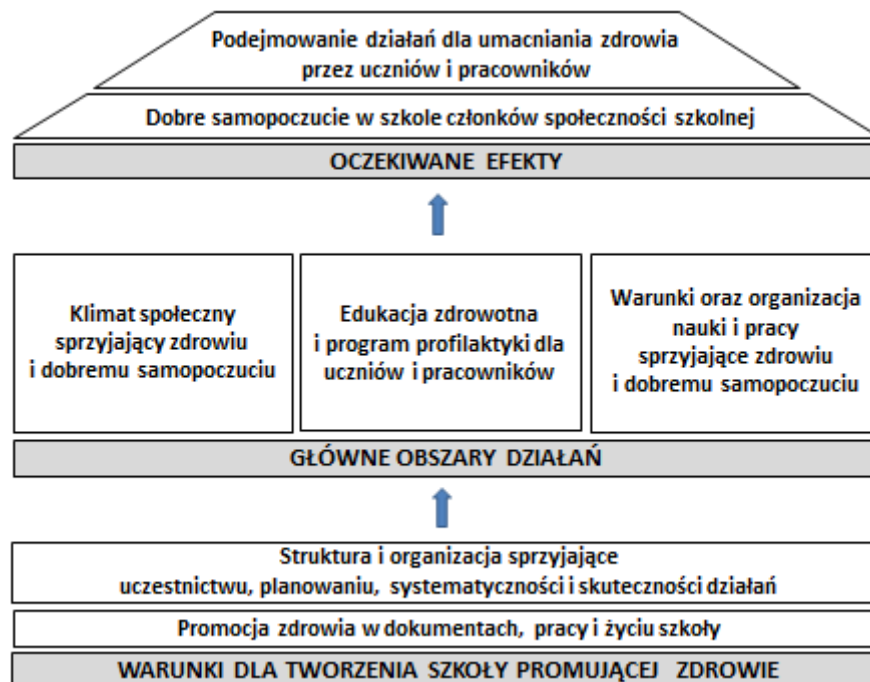 Podejmowanie działań dla umacniania zdrowia
przez uczniów i pracowników
Dobre samopoczucie w szkole członków społeczności szkolnej
OCZEKIWANE EFEKTY
Klimat społeczny
sprzyjający zdrowiu
i dobremu samopoczuciu
Edukacja zdrowotna
i program profilaktyki dla
uczniów i pracowników
Warunki oraz organizacja
nauki i pracy
sprzyjające zdrowiu
i dobremu samopoczuciu
GŁÓWNE OBSZARY DZIAŁAŃ
Struktura i organizacja sprzyjające
uczestnictwu, planowaniu, systematyczności i skuteczności działań
Promocja zdrowia w dokumentach, pracy i życiu szkoły
WARUNKI DLA TWORZENIA SZKOŁY PROMUJĄCEJ ZDROWIE